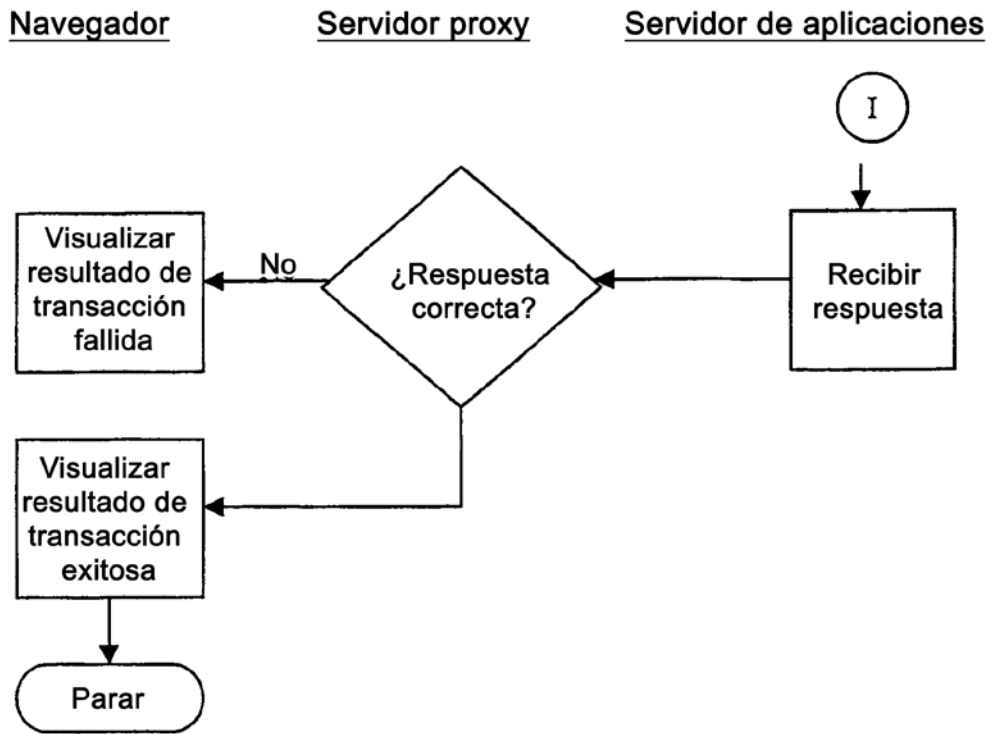 Navegador
Servidor proxy
Servidor de aplicaciones
I
Visualizar
resultado de
transacción
fallida
No
¿Respuesta
correcta?
Recibir
respuesta
Visualizar
resultado de
transacción
exitosa
Parar